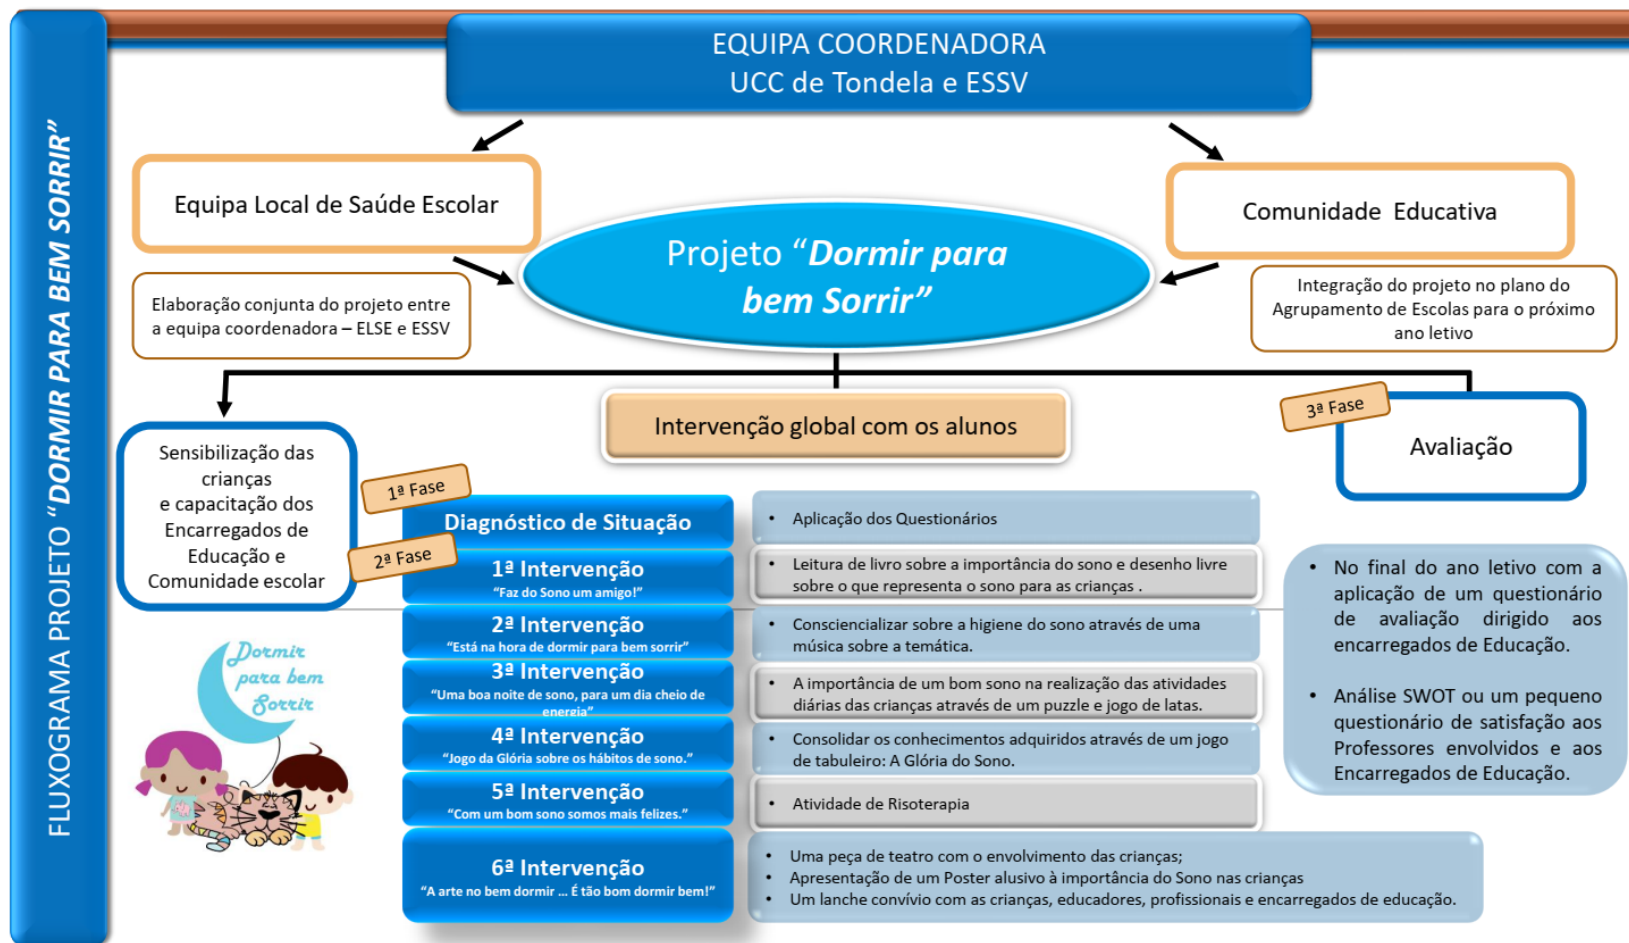 FLUXOGRAMA PROJETO “DORMIR PARA BEM SORRIR”
EQUIPA COORDENADORA
UCC de Tondela e ESSV
Equipa Local de Saúde Escolar
Comunidade Educativa
Projeto “Dormir para
bem Sorrir”
Elaboração conjunta do projeto entre
a equipa coordenadora – ELSE e ESSV
Integração do projeto no plano do
Agrupamento de Escolas para o próximo
ano letivo
Sensibilização das
crianças
e capacitação dos
Encarregados de
Educação e
Comunidade escolar
Intervenção global com os alunos
3ª Fase
Avaliação
1ª Fase
Diagnóstico de Situação
• Aplicação dos Questionários
2ª Fase
1ª Intervenção
“Faz do Sono um amigo!”
• Leitura de livro sobre a importância do sono e desenho livre
sobre o que representa o sono para as crianças .
2ª Intervenção
“Está na hora de dormir para bem sorrir”
• Consciencializar sobre a higiene do sono através de uma
música sobre a temática.
3ª Intervenção
“Uma boa noite de sono, para um dia cheio de
energia”
• A importância de um bom sono na realização das atividades
diárias das crianças através de um puzzle e jogo de latas.
4ª Intervenção
“Jogo da Glória sobre os hábitos de sono.”
• Consolidar os conhecimentos adquiridos através de um jogo
de tabuleiro: A Glória do Sono.
5ª Intervenção
“Com um bom sono somos mais felizes.”
• Atividade de Risoterapia
6ª Intervenção
“A arte no bem dormir ... É tão bom dormir bem!”
• Uma peça de teatro com o envolvimento das crianças;
• Apresentação de um Poster alusivo à importância do Sono nas crianças
• Um lanche convívio com as crianças, educadores, profissionais e encarregados de educação.
• No final do ano letivo com a
aplicação de um questionário
de avaliação dirigido aos
encarregados de Educação.
• Análise SWOT ou um pequeno
questionário de satisfação aos
Professores envolvidos e aos
Encarregados de Educação.
Dormir
para bem
Sorrir